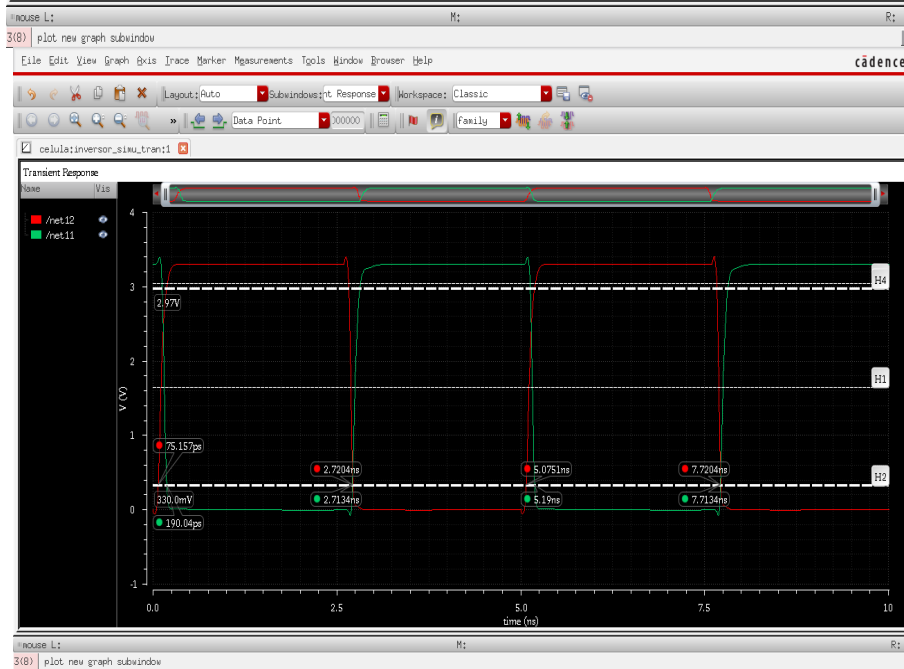 mouse L: M: R:
3(8) plot new graph subwindow
File Edit View Graph Axis Trace Marker Measurements Tools Window Browser Help cādence
Layout: Auto Subwindows: nt Response Workspace: Classic
» Data Point 00000 family
celula:inversor_simu_tran:1
Transient Response
Name Vis
/net12
/net11
4
3
2
1
0
-1
V (V)
H4
2.97V
H1
75.157ps
2.7204ns
5.0751ns
7.7204ns
H2
330.0mV
2.7134ns
5.19ns
7.7134ns
190.04ps
0.0 2.5 5.0 7.5 10
time (ns)
mouse L: M: R:
3(8) plot new graph subwindow